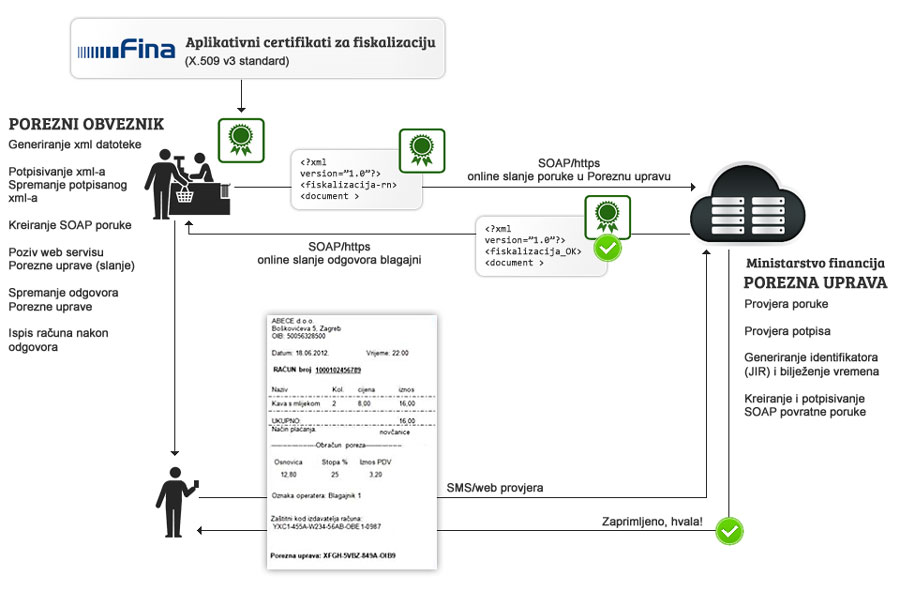 Fina
Aplikativni certifikati za fiskalizaciju
(X.509 v3 standard)
POREZNI OBVEZNIK
Generiranje xml datoteke
Potpisivanje xml-a
Spremanje potpisanog
xml-a
Kreiranje SOAP poruke
Poziv web servisu
Porezne uprave (slanje)
Spremanje odgovora
Porezne uprave
Ispis računa nakon
odgovora
<?xml
version="1.0"?>
<fiskalizacija-rn>
<document >
SOAP/https
online slanje poruke u Poreznu upravu
<?xml
version="1.0"?>
<fiskalizacija_OK>
<document >
SOAP/https
online slanje odgovora blagajni
Ministarstvo financija
POREZNA UPRAVA
Provjera poruke
Provjera potpisa
Generiranje identifikatora
(JIR) i bilježenje vremena
Kreiranje i potpisivanje
SOAP povratne poruke
ABECE d.o.o.
Boškovićeva 5, Zagreb
OIB: 50056328500
Datum: 18.06.2012. Vrijeme: 22:00
RACUN broj 1000102456789
Naziv Kol. cijena iznos
Kava s mlijekom 2 8,00 16,00
UKUPNO: 16,00
Način plaćanja. novčanice
Obračun poreza
Osnovica Stopa % Iznos PDV
12,80 25 3.20
Oznaka operatera. Blagajnik 1
Zaštitni kod izdavatelja računa:
YXC1-455A-W234-56AB-OBE1-0987
Porezna uprava: XFGH-5VBZ-849A-OIB9
SMS/web provjera
Zaprimljeno, hvala!